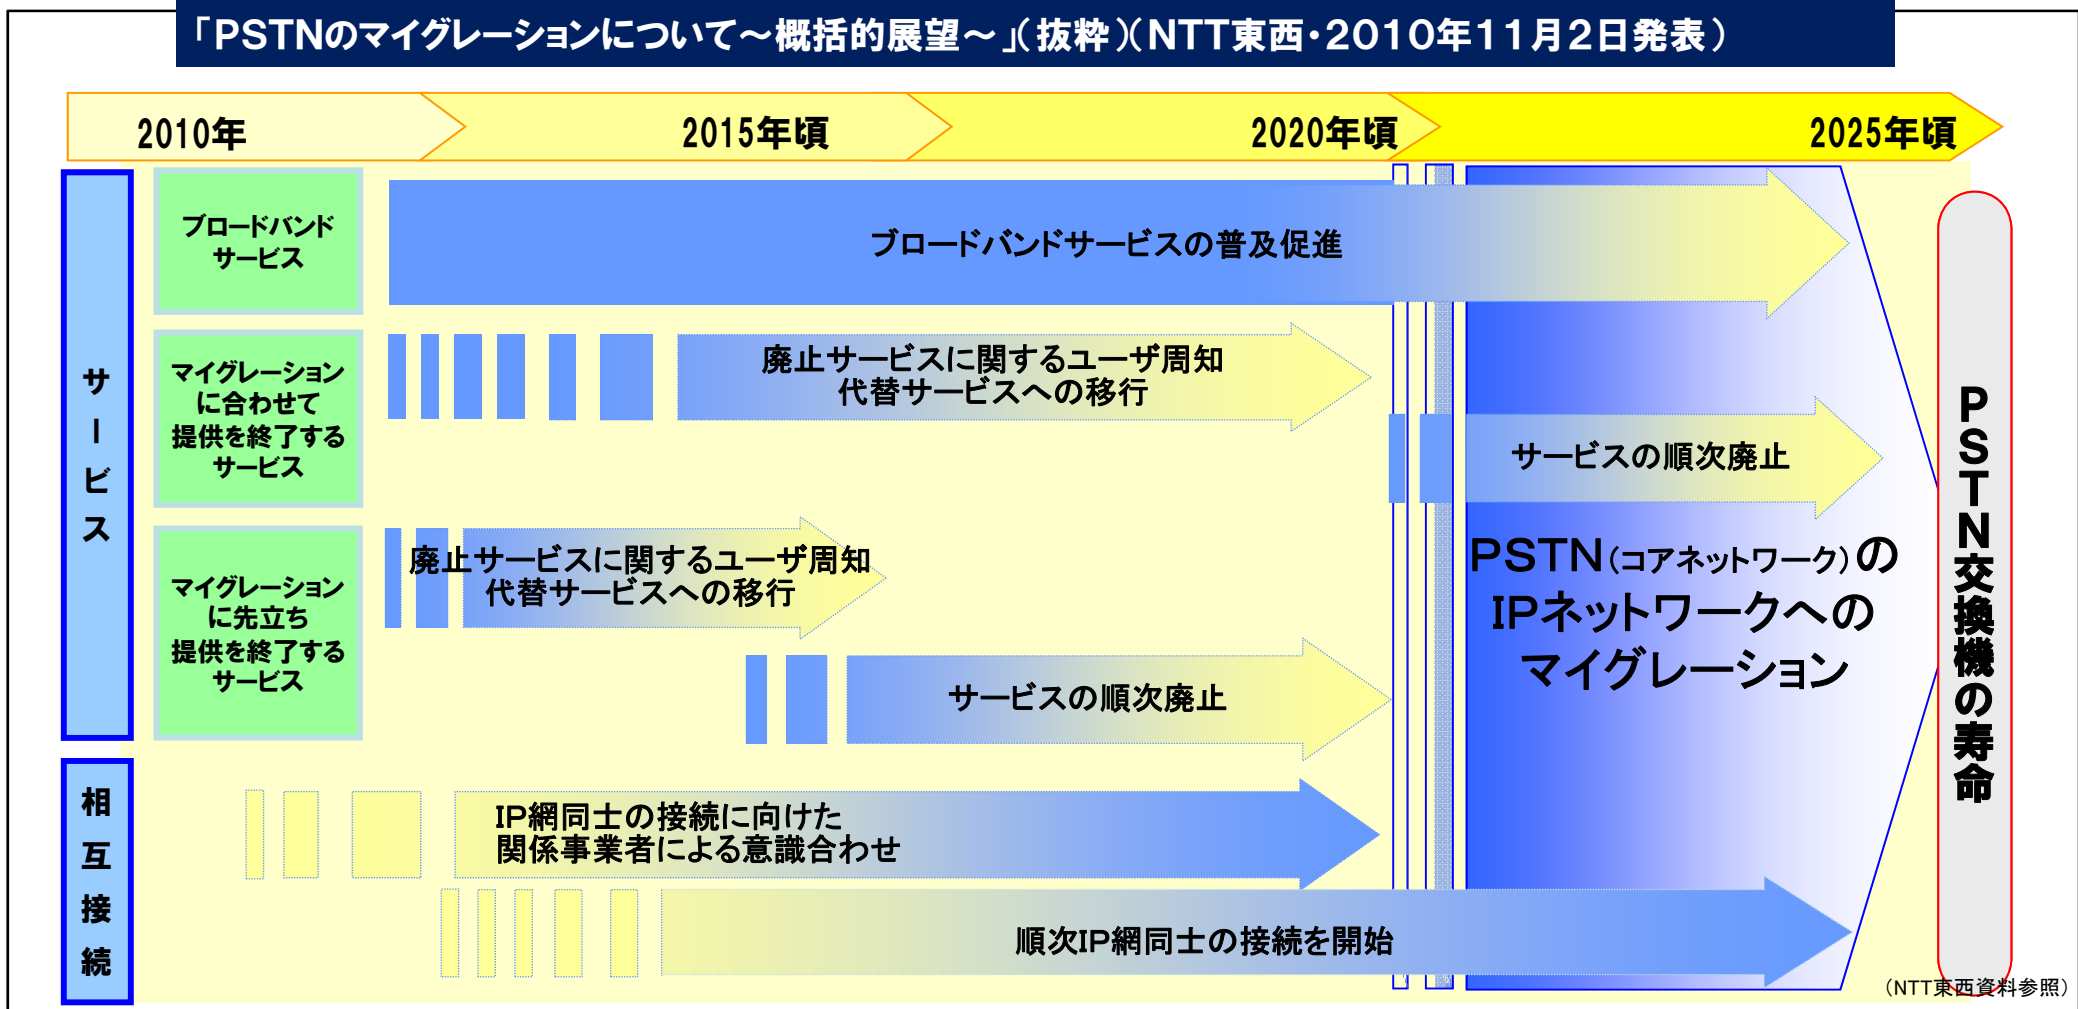 「PSTNのマイグレーションについて～概括的展望～」（抜粋）（NTT東西・2010年11月2日発表）
2010年
2015年頃
2020年頃
2025年頃
サービス
ブロードバンド
サービス
ブロードバンドサービスの普及促進
マイグレーション
に合わせて
提供を終了する
サービス
廃止サービスに関するユーザ周知
代替サービスへの移行
サービスの順次廃止
マイグレーション
に先立ち
提供を終了する
サービス
廃止サービスに関するユーザ周知
代替サービスへの移行
サービスの順次廃止
PSTN（コアネットワーク）の
IPネットワークへの
マイグレーション
PSTN交換機の寿命
相互接続
IP網同士の接続に向けた
関係事業者による意識合わせ
順次IP網同士の接続を開始
（NTT東西資料参照）